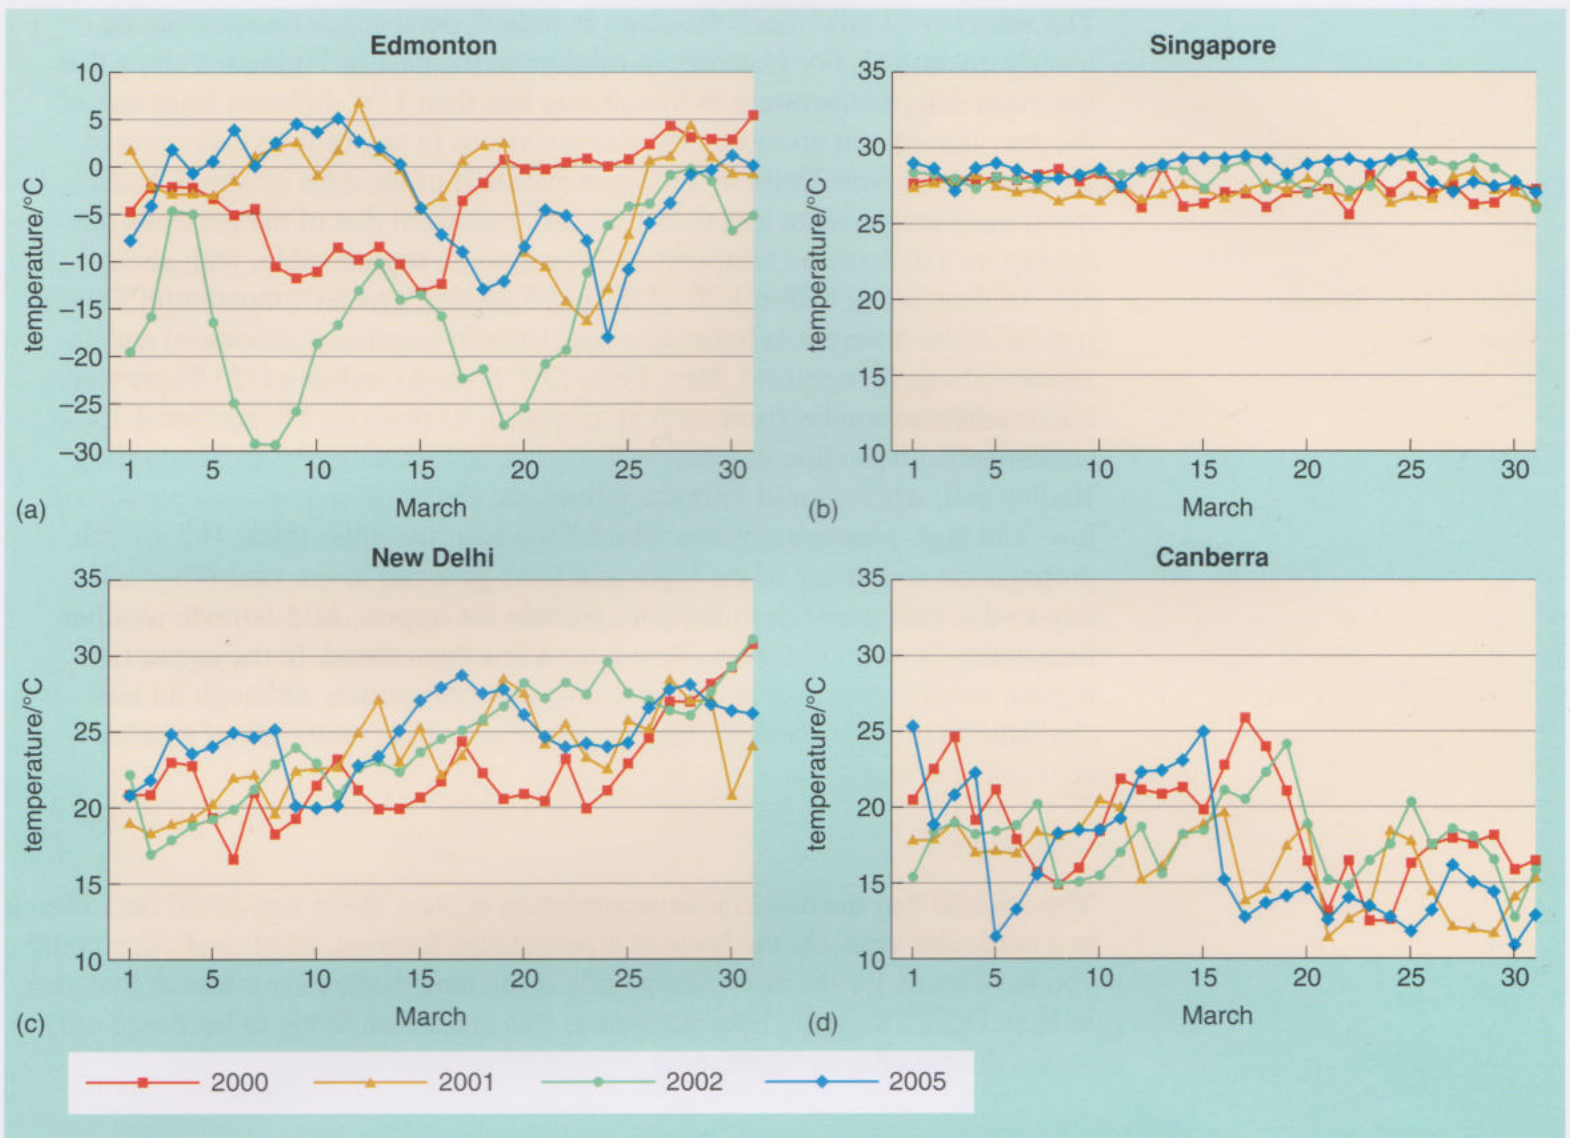 Edmonton
10
5
0
–5
–10
–15
–20
–25
–30
temperature/°C
1 5 10 15 20 25 30
March
(a)
Singapore
35
30
25
20
15
10
temperature/°C
1 5 10 15 20 25 30
March
(b)
New Delhi
35
30
25
20
15
10
temperature/°C
1 5 10 15 20 25 30
March
(c)
Canberra
35
30
25
20
15
10
temperature/°C
1 5 10 15 20 25 30
March
(d)
2000 2001 2002 2005